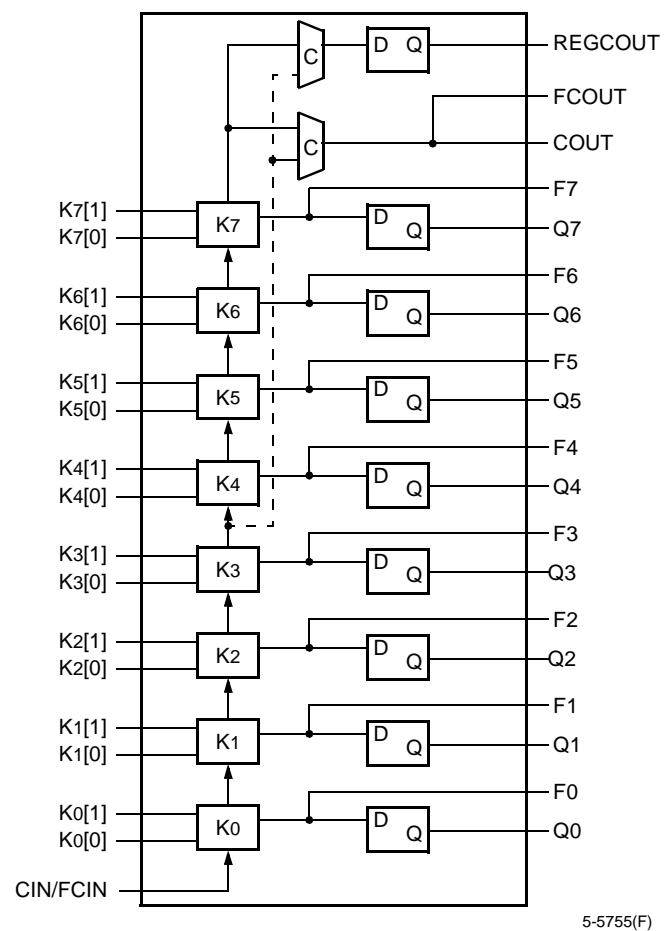 C D Q REGCOUT
FCOUT
C COUT
F7
K7[1] K7 D
K7[0] Q Q7
F6
K6[1] K6 D
K6[0] Q Q6
F5
K5[1] K5 D
K5[0] Q Q5
F4
K4[1] K4 D
K4[0] Q Q4
F3
K3[1] K3 D
K3[0] Q Q3
F2
K2[1] K2 D
K2[0] Q Q2
F1
K1[1] K1 D
K1[0] Q Q1
F0
K0[1] K0 D
K0[0] Q Q0
CIN/FCIN
5-5755(F)